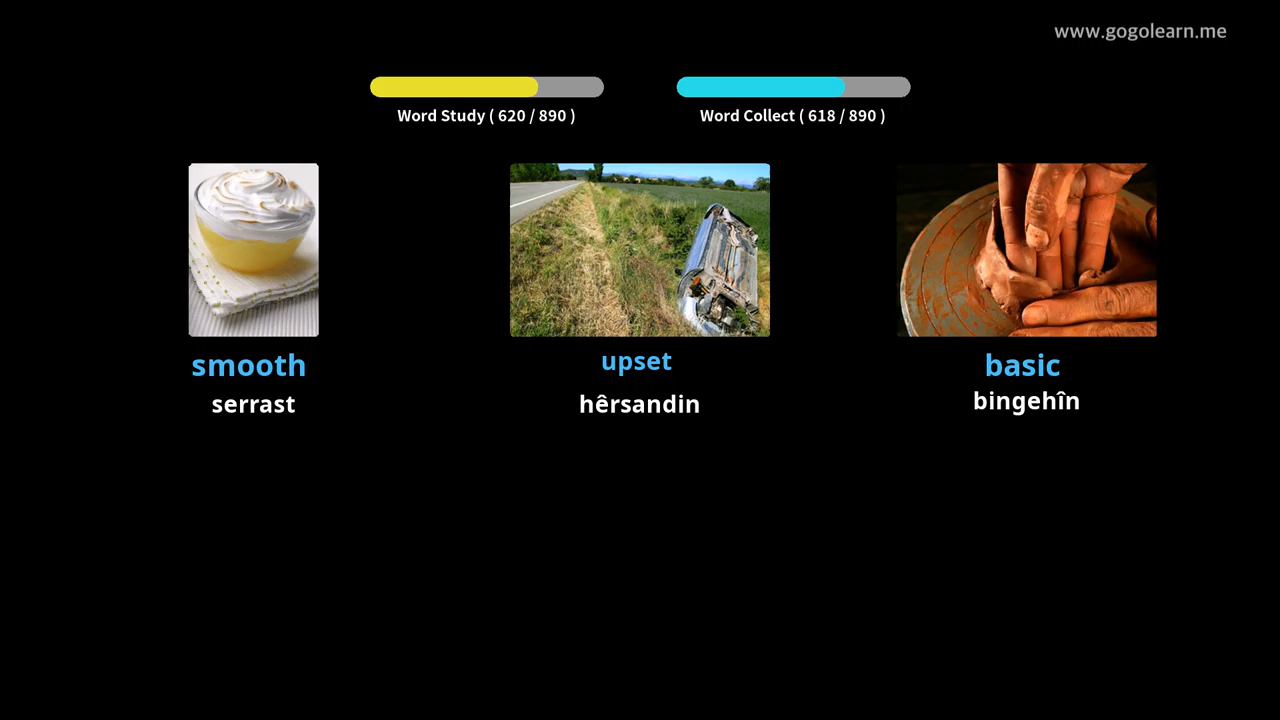 www.gogolearn.me
Word Study ( 620 / 890 )
Word Collect ( 618 / 890 )
smooth
serrast
upset
hêrsandin
basic
bingehîn